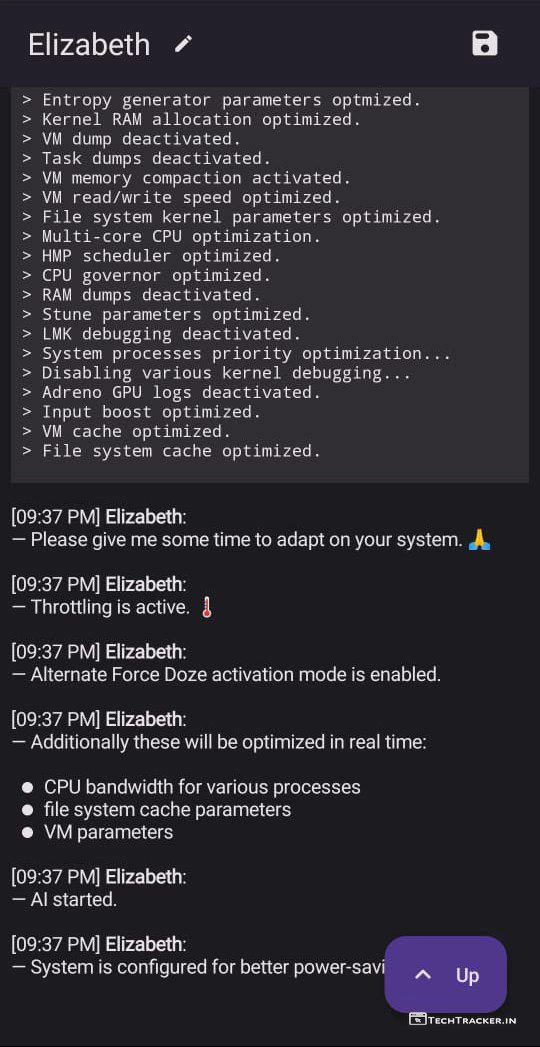 Elizabeth
> Entropy generator parameters optmized.
> Kernel RAM allocation optimized.
> VM dump deactivated.
> Task dumps deactivated.
> VM memory compaction activated.
> VM read/write speed optimized.
> File system kernel parameters optimized.
> Multi-core CPU optimization.
> HMP scheduler optimized.
> CPU governor optimized.
> RAM dumps deactivated.
> Stune parameters optimized.
> LMK debugging deactivated.
> System processes priority optimization...
> Disabling various kernel debugging...
> Adreno GPU logs deactivated.
> Input boost optimized.
> VM cache optimized.
> File system cache optimized.
[09:37 PM] Elizabeth:
— Please give me some time to adapt on your system. 🙏
[09:37 PM] Elizabeth:
— Throttling is active. 🌡
[09:37 PM] Elizabeth:
— Alternate Force Doze activation mode is enabled.
[09:37 PM] Elizabeth:
— Additionally these will be optimized in real time:
● CPU bandwidth for various processes
● file system cache parameters
● VM parameters
[09:37 PM] Elizabeth:
— AI started.
[09:37 PM] Elizabeth:
— System is configured for better power-savi
Up
TECHTRACKER.IN